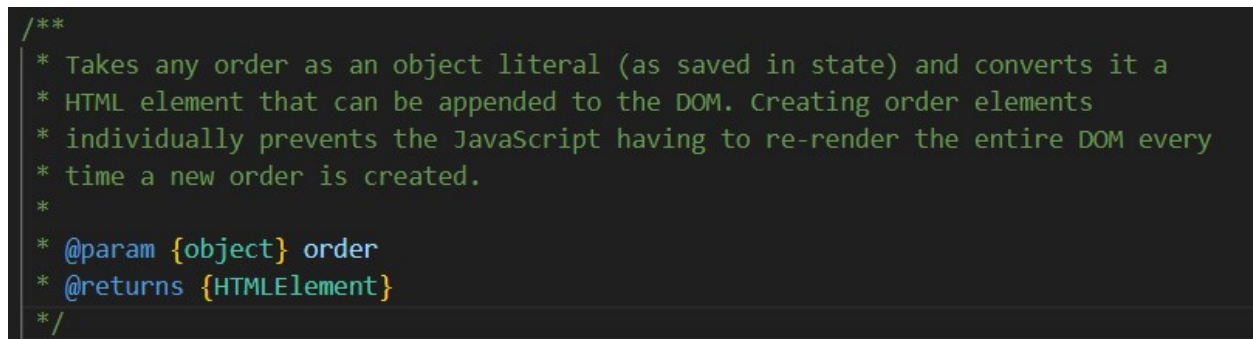 /**
* Takes any order as an object literal (as saved in state) and converts it a
* HTML element that can be appended to the DOM. Creating order elements
* individually prevents the JavaScript having to re-render the entire DOM every
* time a new order is created.
*
* @param {object} order
* @returns {HTMLElement}
*/